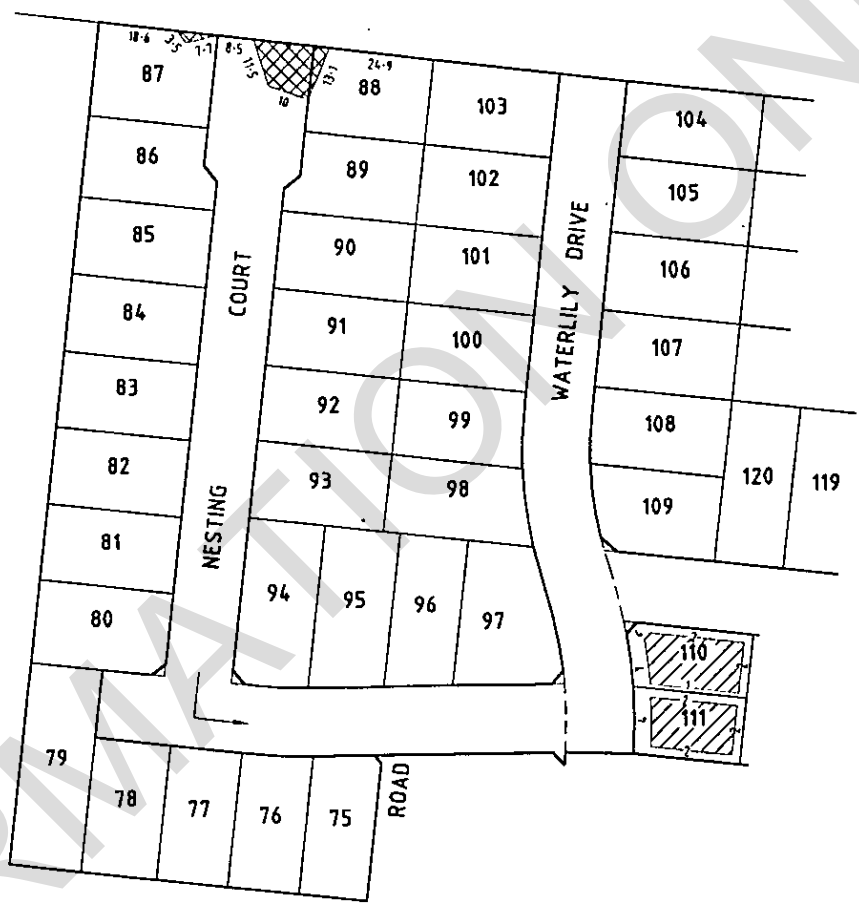 18·6 3·5 7·7 8·5 11·5 10 13·1 24·9
87 88 103 104
86 89 102 105
85 90 101 106
84 91 100 107
83 92 99 108
82 93 98 109 120 119
81 94 95 96 97
80
110
111
79 78 77 76 75
NESTING COURT
WATERLILY DRIVE
ROAD
RMATION ON